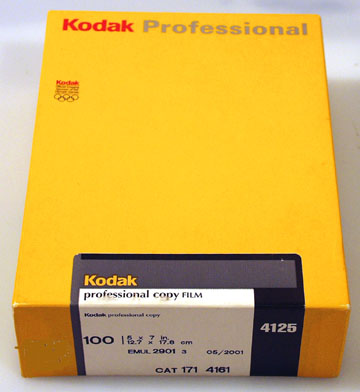 Kodak Professional
Kodak
Kodak
professional copy FILM
Kodak professional copy
100 5 x 7 in.
12.7 x 17.8 cm
4125
EMUL 2901 3 05/2001
CAT 171 4161